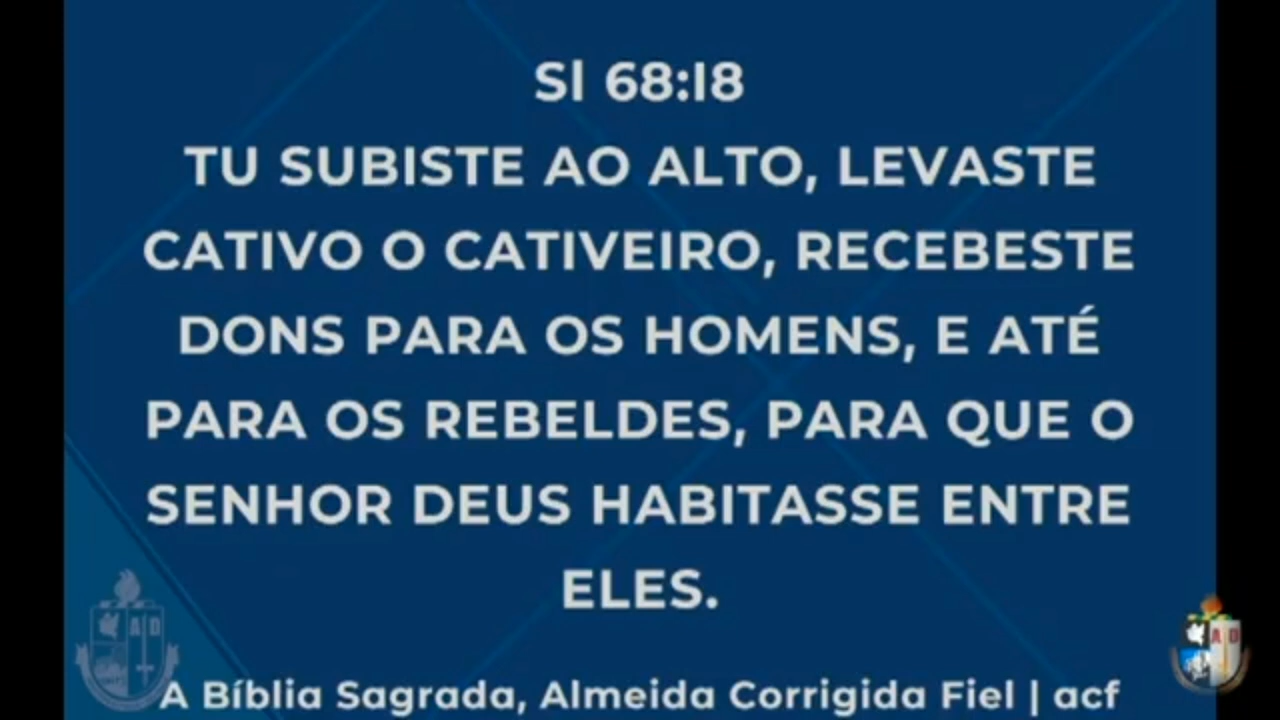 Sl 68:18
TU SUBISTE AO ALTO, LEVASTE
CATIVO O CATIVEIRO, RECEBESTE
DONS PARA OS HOMENS, E ATÉ
PARA OS REBELDES, PARA QUE O
SENHOR DEUS HABITASSE ENTRE
ELES.
A Bíblia Sagrada, Almeida Corrigida Fiel | acf
A D
A D